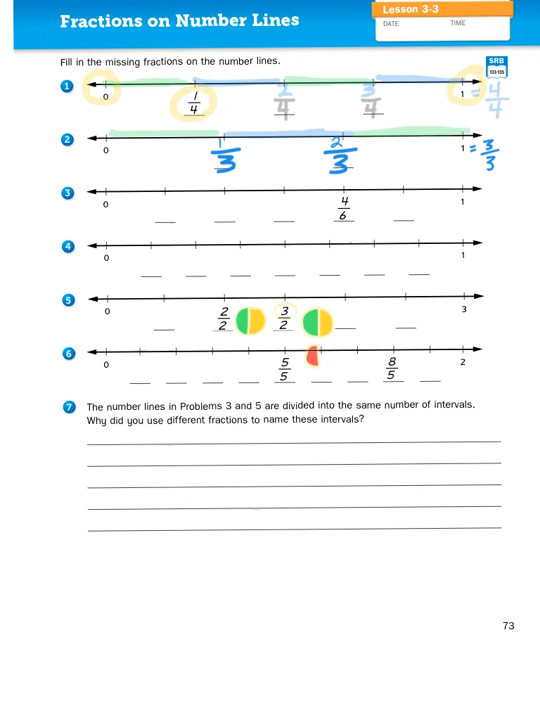 Fractions on Number Lines
Lesson 3-3
DATE TIME
Fill in the missing fractions on the number lines.
SRB
133-135
1
0 1/4 2/4 3/4 1 = 4/4
2
0 1/3 2/3 1 = 3/3
3
0 4/6 1
4
0 1
5
0 2/2 3/2 3
6
0 5/5 8/5 2
7 The number lines in Problems 3 and 5 are divided into the same number of intervals.
Why did you use different fractions to name these intervals?
73